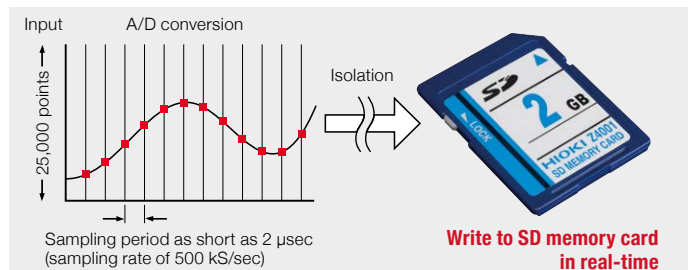 Input
A/D conversion
25,000 points
Isolation
Sampling period as short as 2 µsec
(sampling rate of 500 kS/sec)
SD
2
GB
LOCK
HIOKI Z4001
SD MEMORY CARD
Write to SD memory card
in real-time